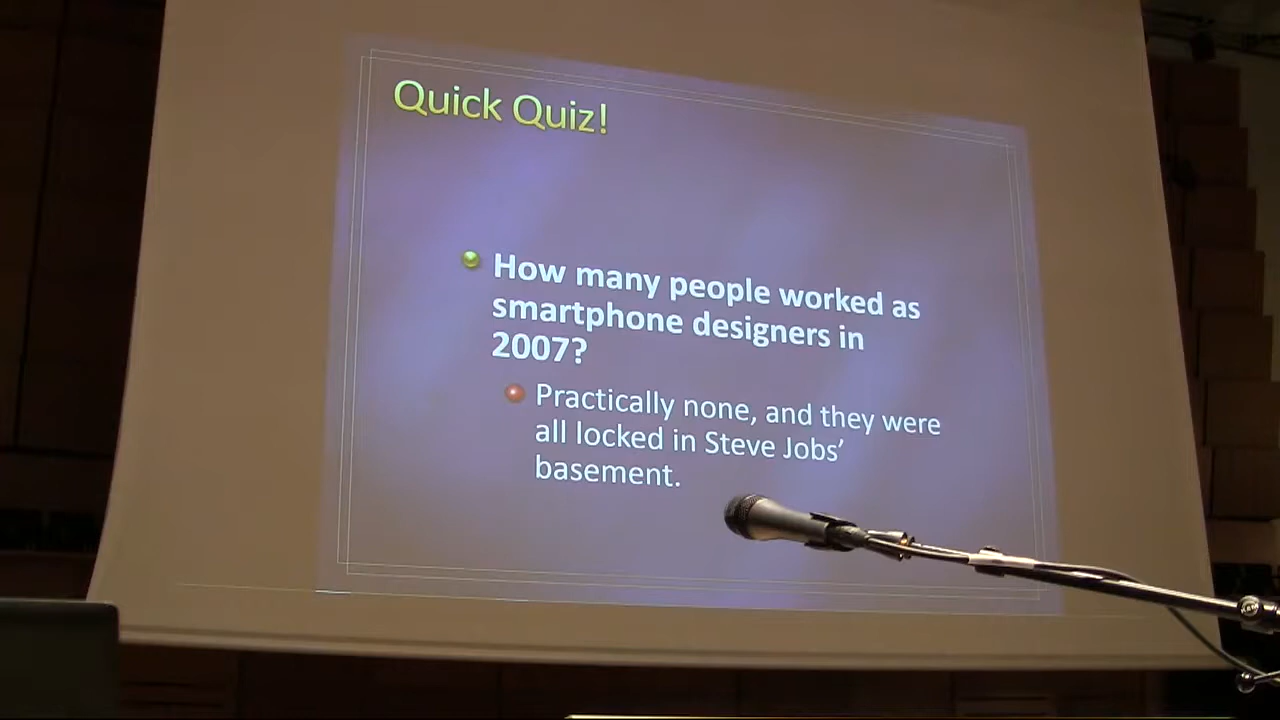 Quick Quiz!
How many people worked as
smartphone designers in
2007?
Practically none, and they were
all locked in Steve Jobs’
basement.